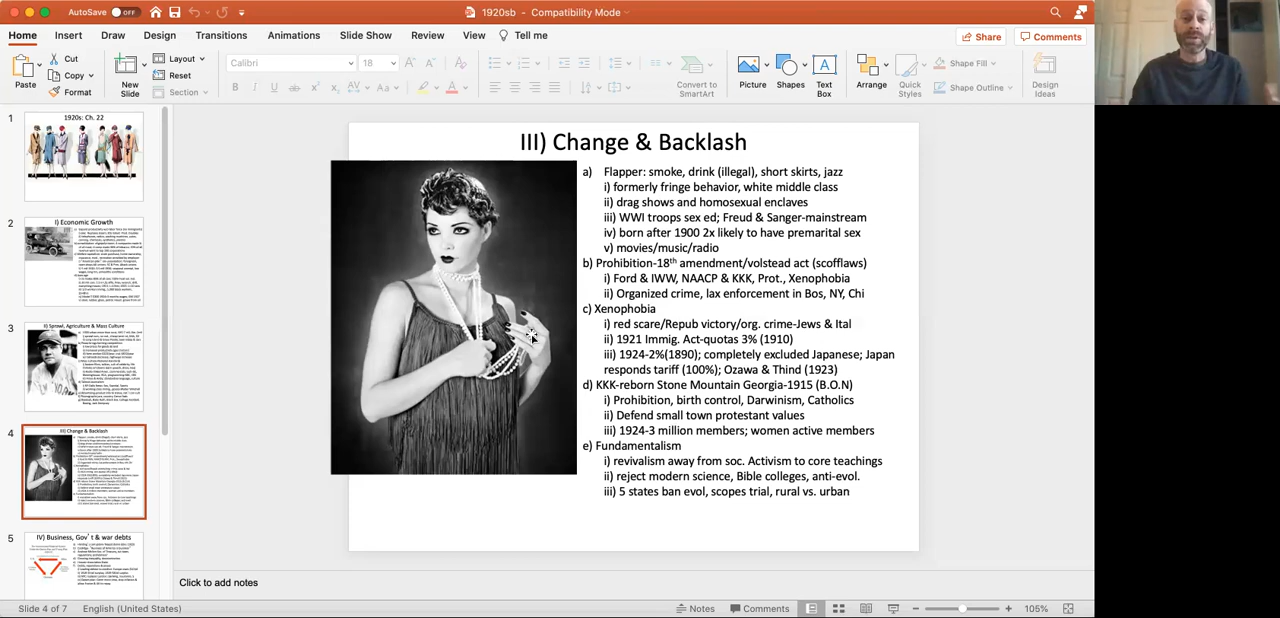 AutoSave OFF
1920sb - Compatibility Mode
Home Insert Draw Design Transitions Animations Slide Show Review View Tell me
Share Comments
Paste Cut Copy Format
New Slide Layout Reset Section
Calibri 18
Convert to SmartArt
Picture Shapes Text Box
Arrange Quick Styles Shape Fill Shape Outline
Design Ideas
1
1920s: Ch. 22
2
I) Economic Growth
3
II) Sprawl, Agriculture & Mass Culture
4
III) Change & Backlash
5
IV) Business, Gov't & war debts
III) Change & Backlash
a) Flapper: smoke, drink (illegal), short skirts, jazz
i) formerly fringe behavior, white middle class
ii) drag shows and homosexual enclaves
iii) WWI troops sex ed; Freud & Sanger-mainstream
iv) born after 1900 2x likely to have premarital sex
v) movies/music/radio
b) Prohibition-18th amendment/volstead (scofflaws)
i) Ford & IWW, NAACP & KKK, Prot., xenophobia
ii) Organized crime, lax enforcement in Bos, NY, Chi
c) Xenophobia
i) red scare/Repub victory/org. crime-Jews & Ital
ii) 1921 Immig. Act-quotas 3% (1910)
iii) 1924-2%(1890); completely exclude Japanese; Japan
responds tariff (100%); Ozawa & Thind (1923)
d) KKK-reborn Stone Mountain Georgia 1915 (B.O.N)
i) Prohibition, birth control, Darwinism, Catholics
ii) Defend small town protestant values
iii) 1924-3 million members; women active members
e) Fundamentalism
i) revivalism away from soc. Activism, trad teachings
ii) reject modern science, Bible colleges, anti-evol.
iii) 5 states ban evol, scopes trial, rural vs. urban
Click to add notes
Slide 4 of 7 English (United States) Notes Comments 105%